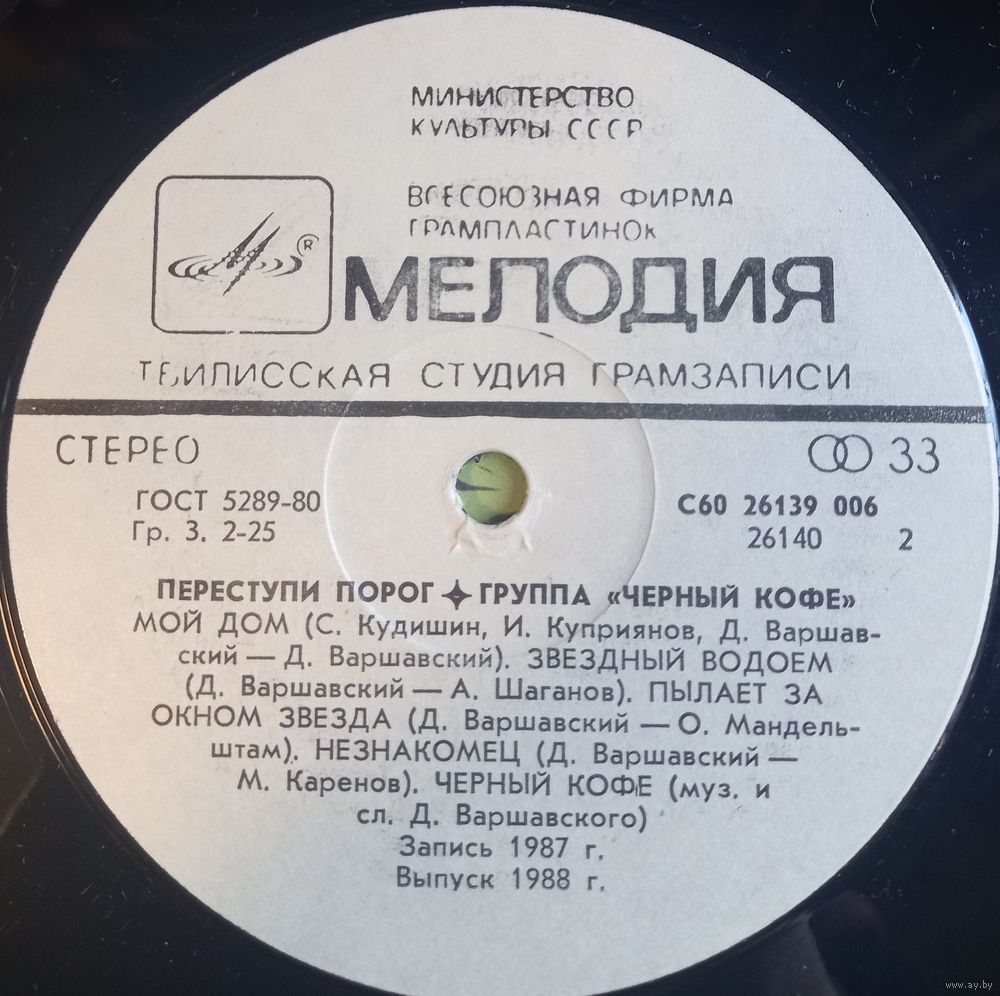 МИНИСТЕРСТВО
КУЛЬТУРЫ СССР
ВСЕСОЮЗНАЯ ФИРМА
ГРАМПЛАСТИНОК
®
МЕЛОДИЯ
ТБИЛИССКАЯ СТУДИЯ ГРАМЗАПИСИ
СТЕРЕО
33
ГОСТ 5289-80
Гр. 3. 2-25
С60 26139 006
26140 2
ПЕРЕСТУПИ ПОРОГ ✦ ГРУППА «ЧЕРНЫЙ КОФЕ»
МОЙ ДОМ (С. Кудишин, И. Куприянов, Д. Варшав-
ский — Д. Варшавский). ЗВЕЗДНЫЙ ВОДОЕМ
(Д. Варшавский — А. Шаганов). ПЫЛАЕТ ЗА
ОКНОМ ЗВЕЗДА (Д. Варшавский — О. Мандель-
штам). НЕЗНАКОМЕЦ (Д. Варшавский —
М. Каренов). ЧЕРНЫЙ КОФЕ (муз. и
сл. Д. Варшавского)
Запись 1987 г.
Выпуск 1988 г.
www.ay.by